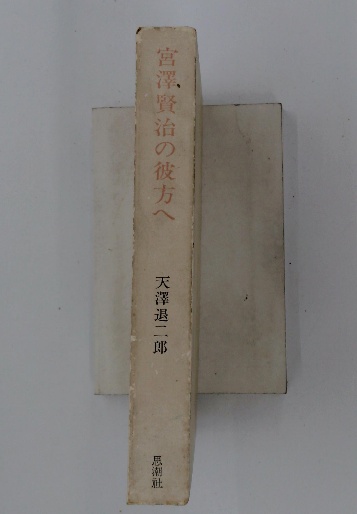 宮澤賢治の彼方へ
天澤退二郎
思潮社